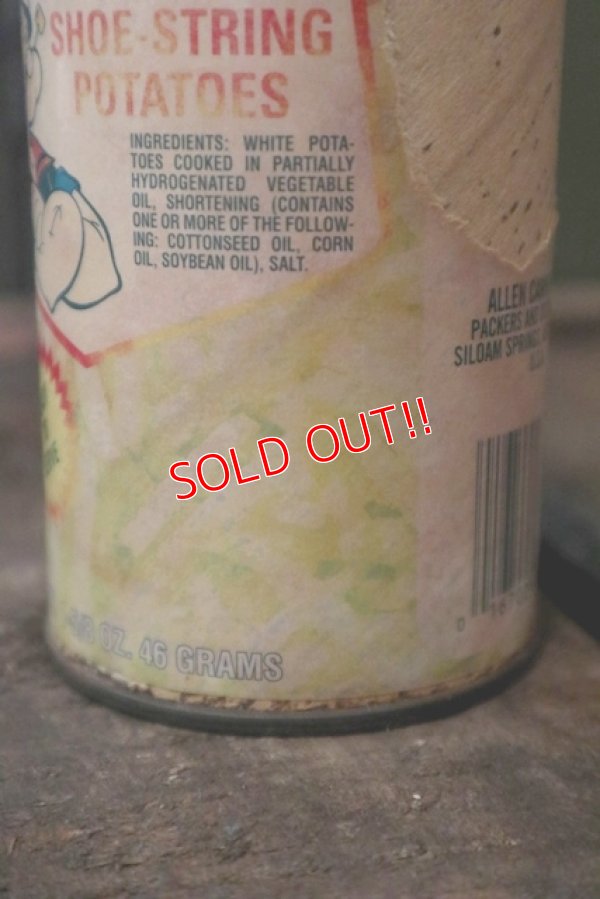 SHOE-STRING
POTATOES
INGREDIENTS: WHITE POTA-
TOES COOKED IN PARTIALLY
HYDROGENATED VEGETABLE
OIL, SHORTENING (CONTAINS
ONE OR MORE OF THE FOLLOW-
ING: COTTONSEED OIL, CORN
OIL, SOYBEAN OIL), SALT.
ALLEN
PACKERS AND
SILOAM SPRINGS
SOLD OUT!!
OZ. 46 GRAMS
0